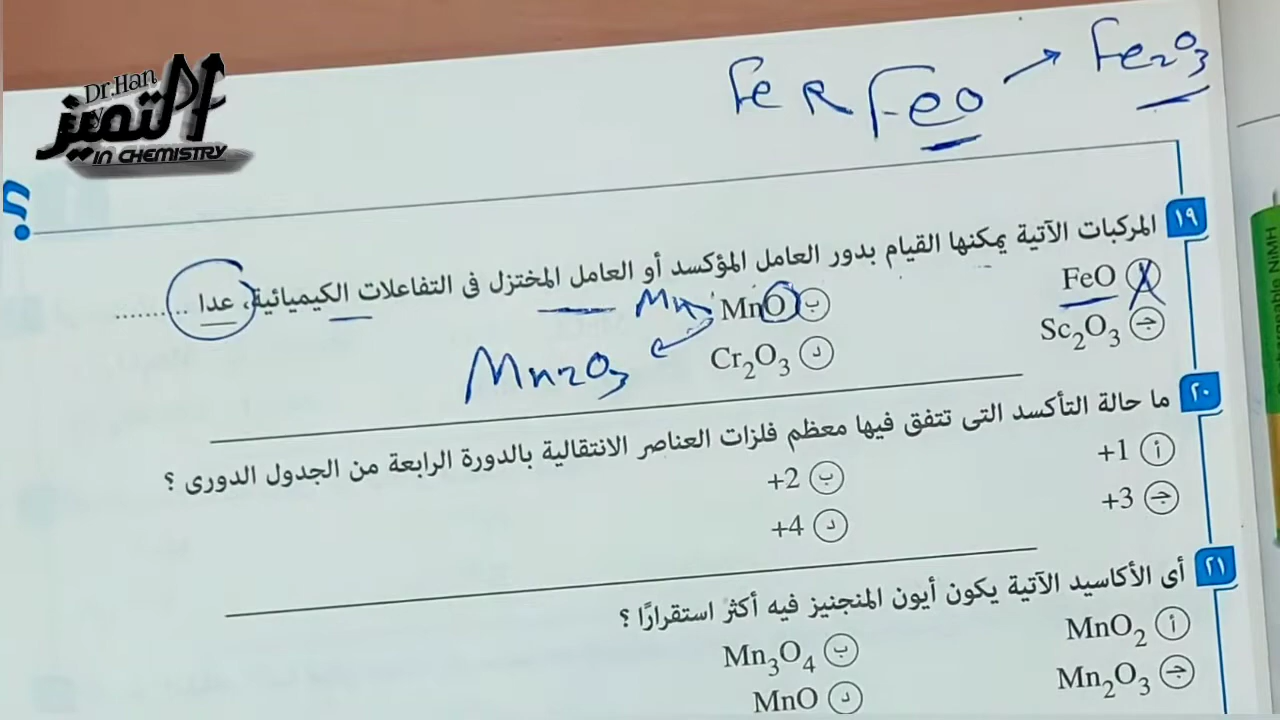 Dr.Hany
التميز
IN CHEMISTRY
Fe FeO → Fe2O3
١٩ المركبات الآتية يمكنها القيام بدور العامل المؤكسد أو العامل المختزل فى التفاعلات الكيميائية، عدا ..........
أ FeO
ب MnO Mn
ج Sc2O3
د Cr2O3
Mn2O3
٢٠ ما حالة التأكسد التى تتفق فيها معظم فلزات العناصر الانتقالية بالدورة الرابعة من الجدول الدورى ؟
أ +1
ب +2
ج +3
د +4
٢١ أى الأكاسيد الآتية يكون أيون المنجنيز فيه أكثر استقرارًا ؟
أ MnO2
ب Mn3O4
ج Mn2O3
د MnO
NiMH